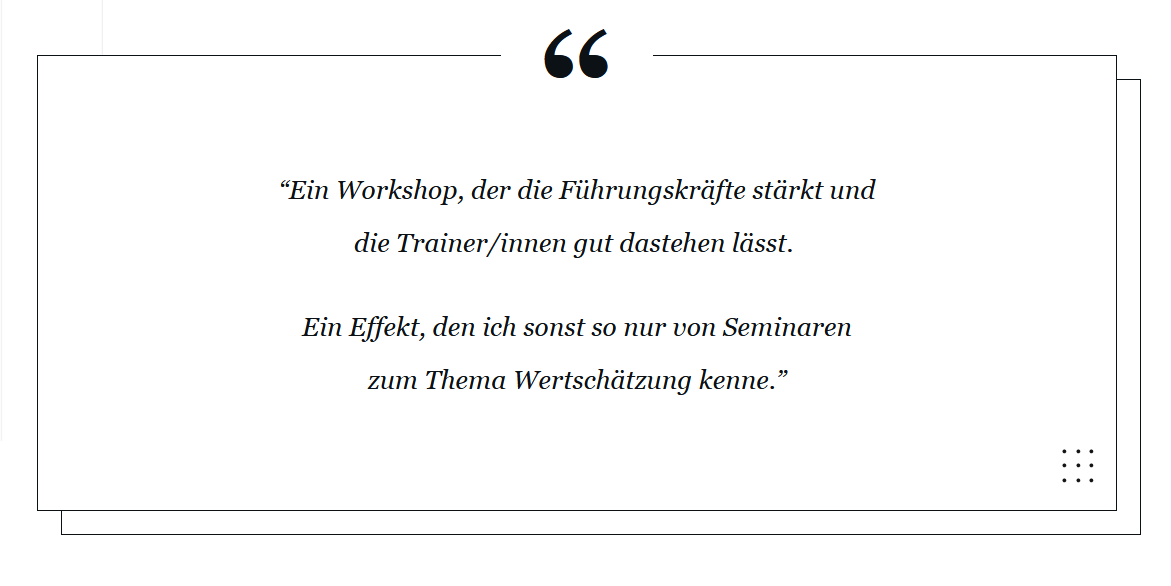 “Ein Workshop, der die Führungskräfte stärkt und
die Trainer/innen gut dastehen lässt.
Ein Effekt, den ich sonst so nur von Seminaren
zum Thema Wertschätzung kenne.”